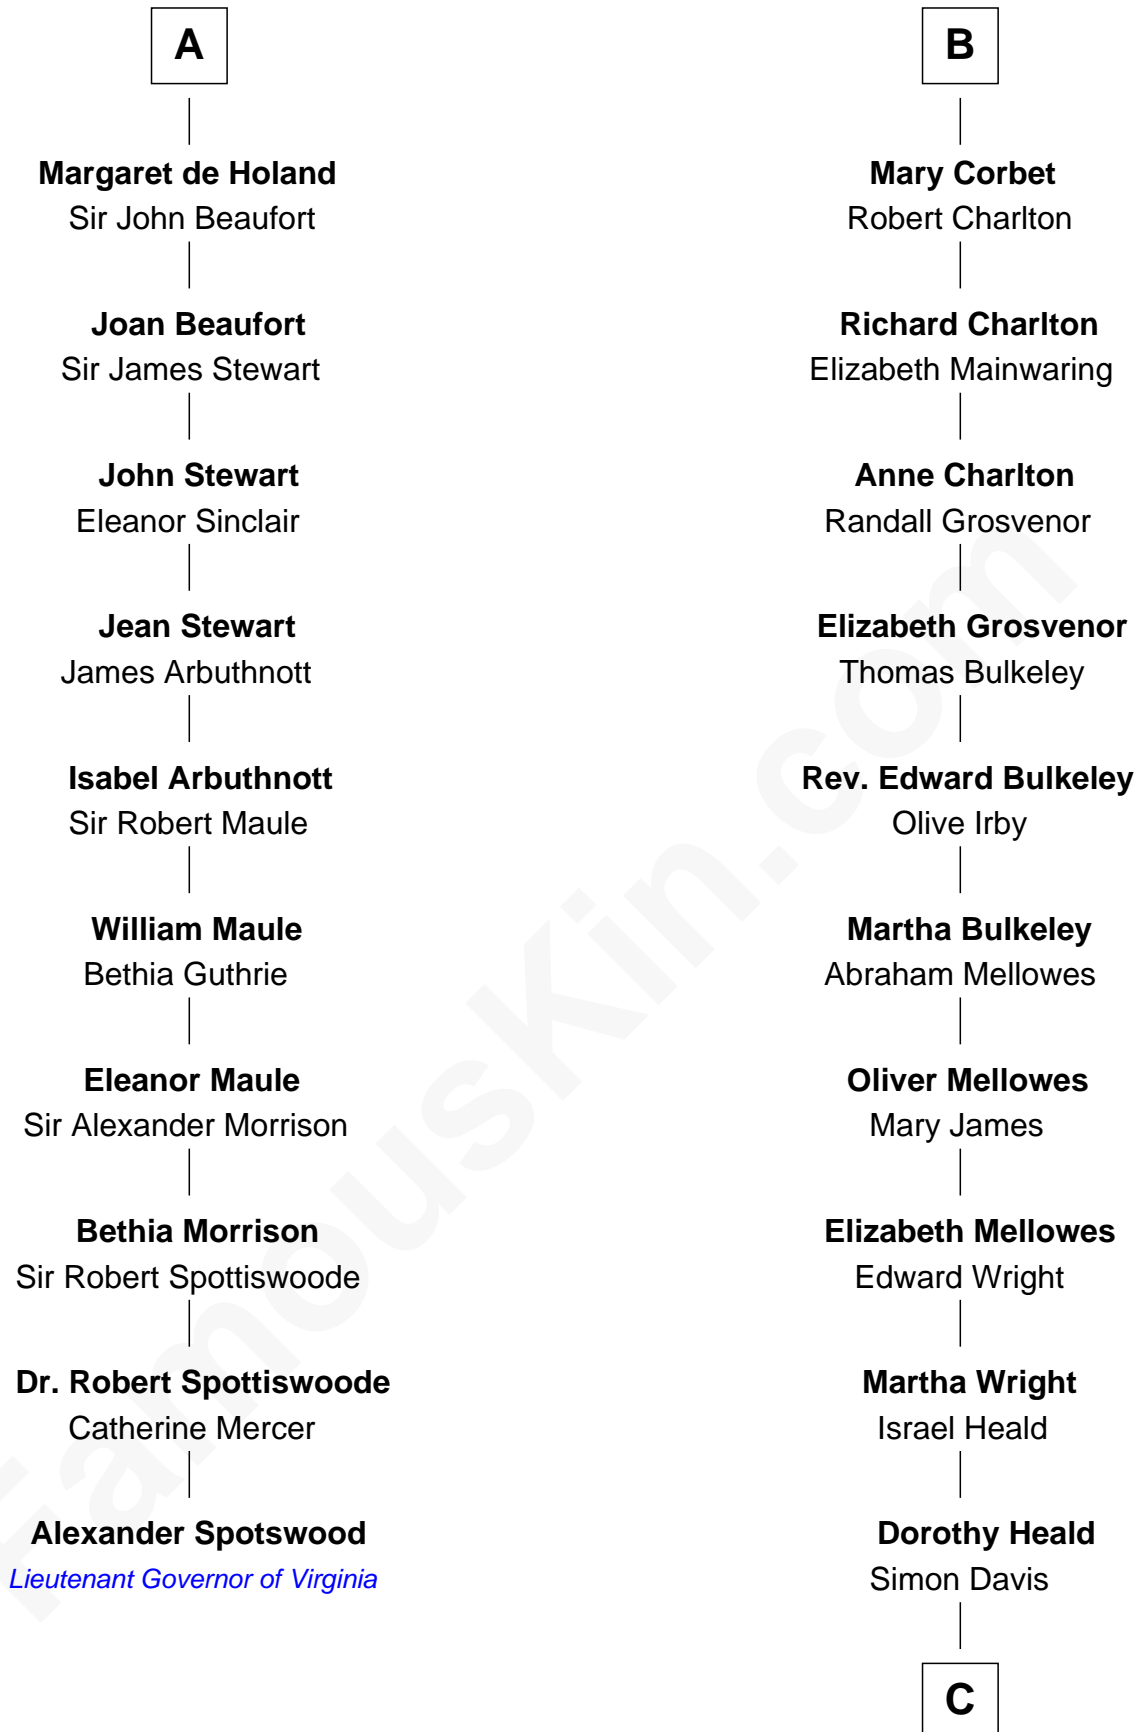 A
Margaret de Holand
Sir John Beaufort
Joan Beaufort
Sir James Stewart
John Stewart
Eleanor Sinclair
Jean Stewart
James Arbuthnott
Isabel Arbuthnott
Sir Robert Maule
William Maule
Bethia Guthrie
Eleanor Maule
Sir Alexander Morrison
Bethia Morrison
Sir Robert Spottiswoode
Dr. Robert Spottiswoode
Catherine Mercer
Alexander Spotswood
Lieutenant Governor of Virginia
B
Mary Corbet
Robert Charlton
Richard Charlton
Elizabeth Mainwaring
Anne Charlton
Randall Grosvenor
Elizabeth Grosvenor
Thomas Bulkeley
Rev. Edward Bulkeley
Olive Irby
Martha Bulkeley
Abraham Mellowes
Oliver Mellowes
Mary James
Elizabeth Mellowes
Edward Wright
Martha Wright
Israel Heald
Dorothy Heald
Simon Davis
C
FamousKin.com